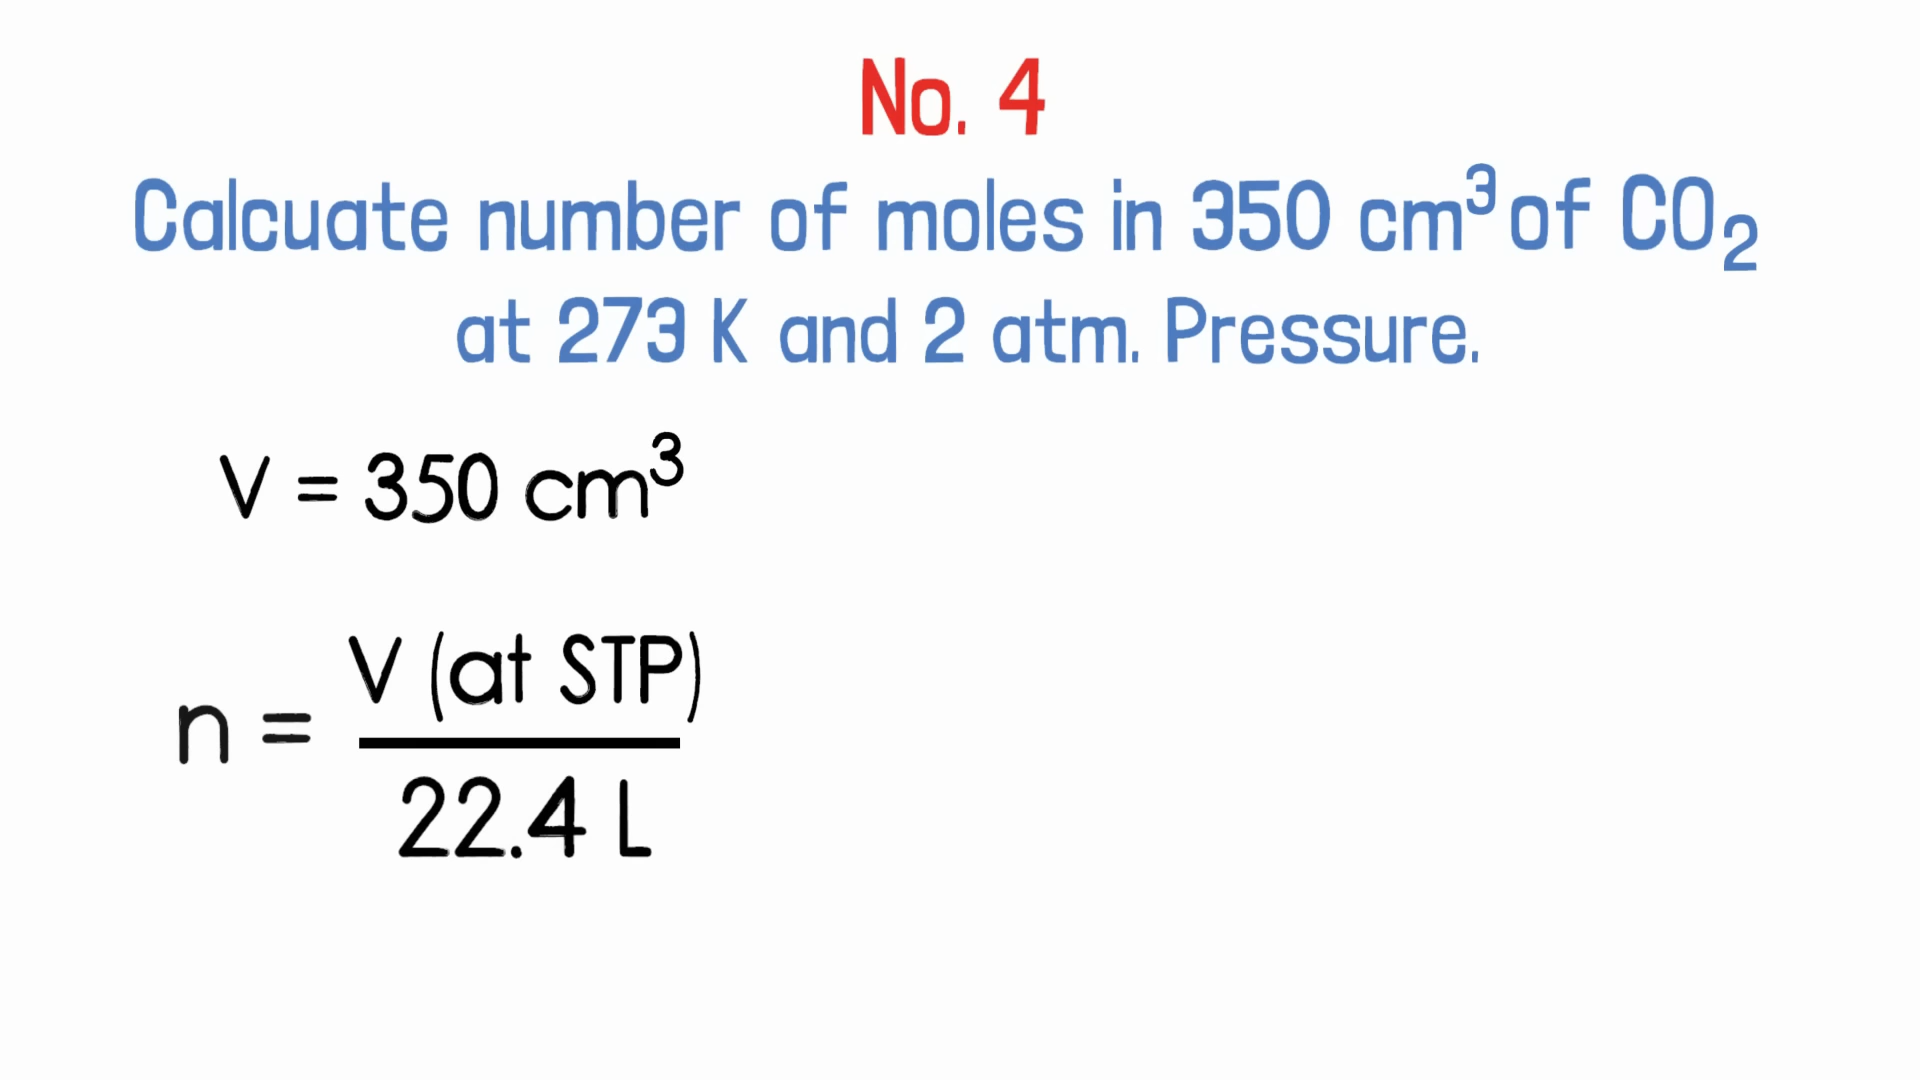 No. 4
Calcuate number of moles in 350 cm³ of CO₂
at 273 K and 2 atm. Pressure.
V = 350 cm³
V (at STP)
n =
22.4 L